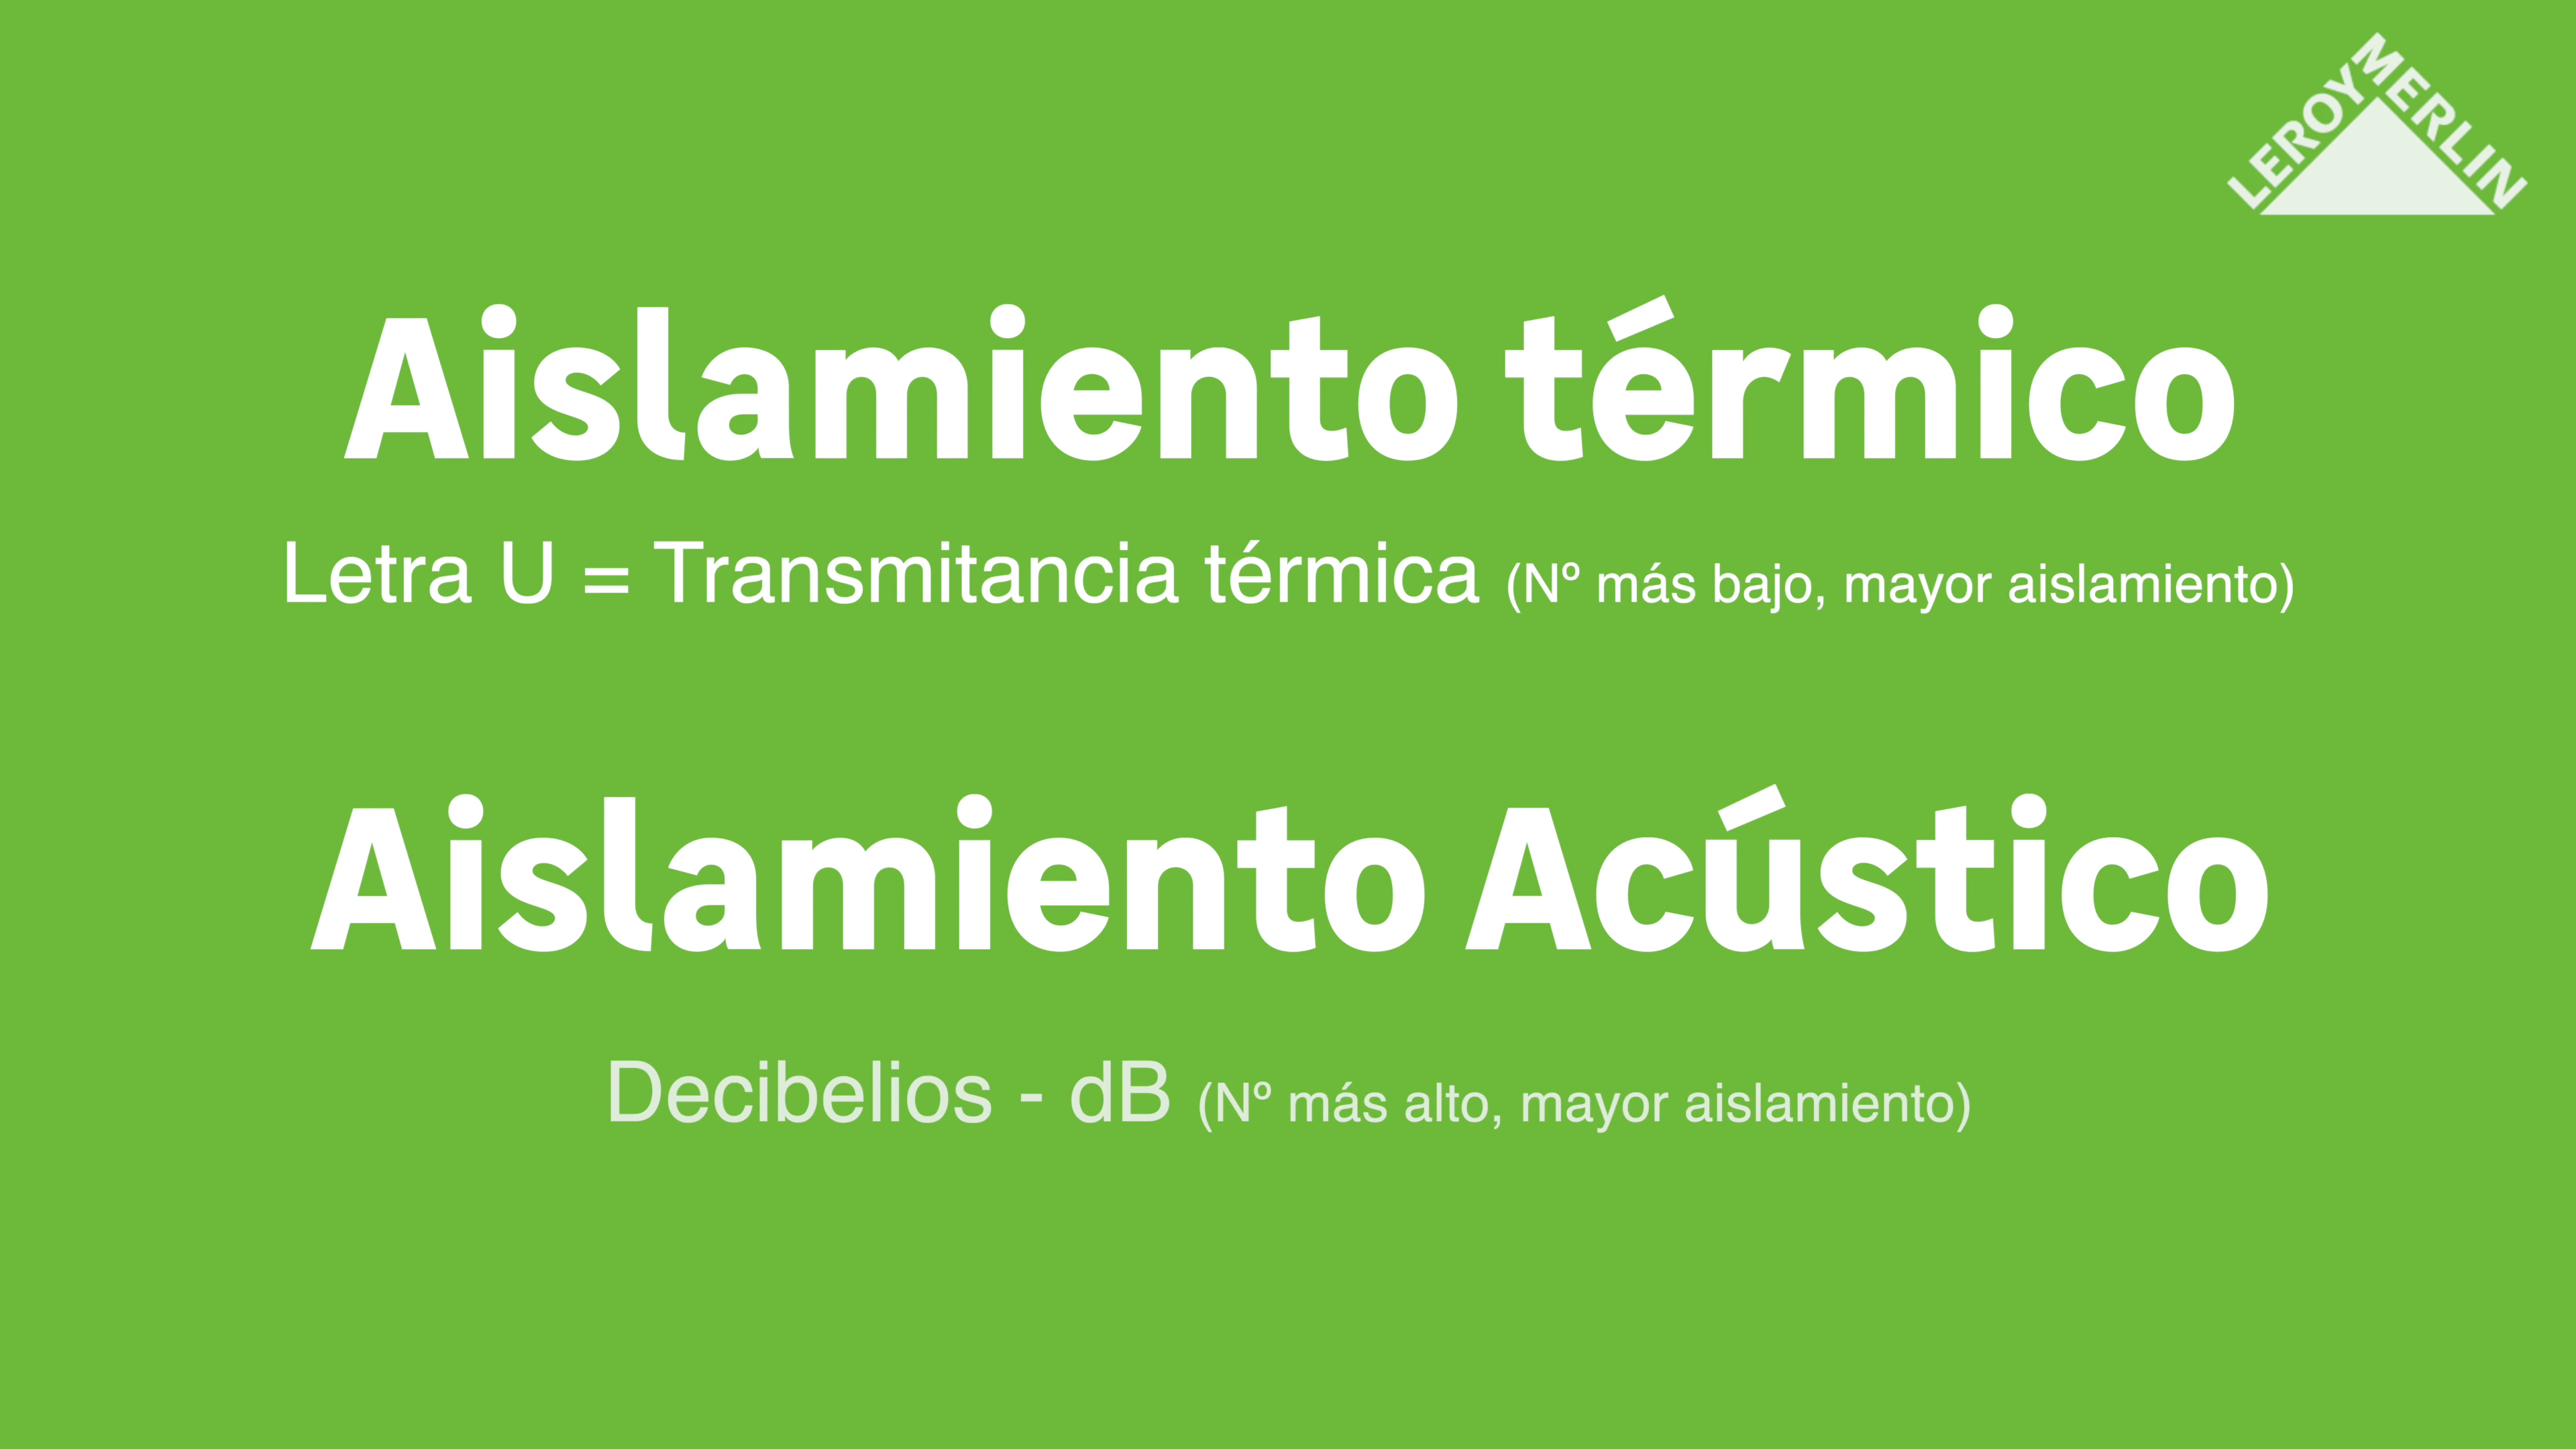 LEROY MERLIN
Aislamiento térmico
Letra U = Transmitancia térmica (Nº más bajo, mayor aislamiento)
Aislamiento Acústico
Decibelios - dB (Nº más alto, mayor aislamiento)